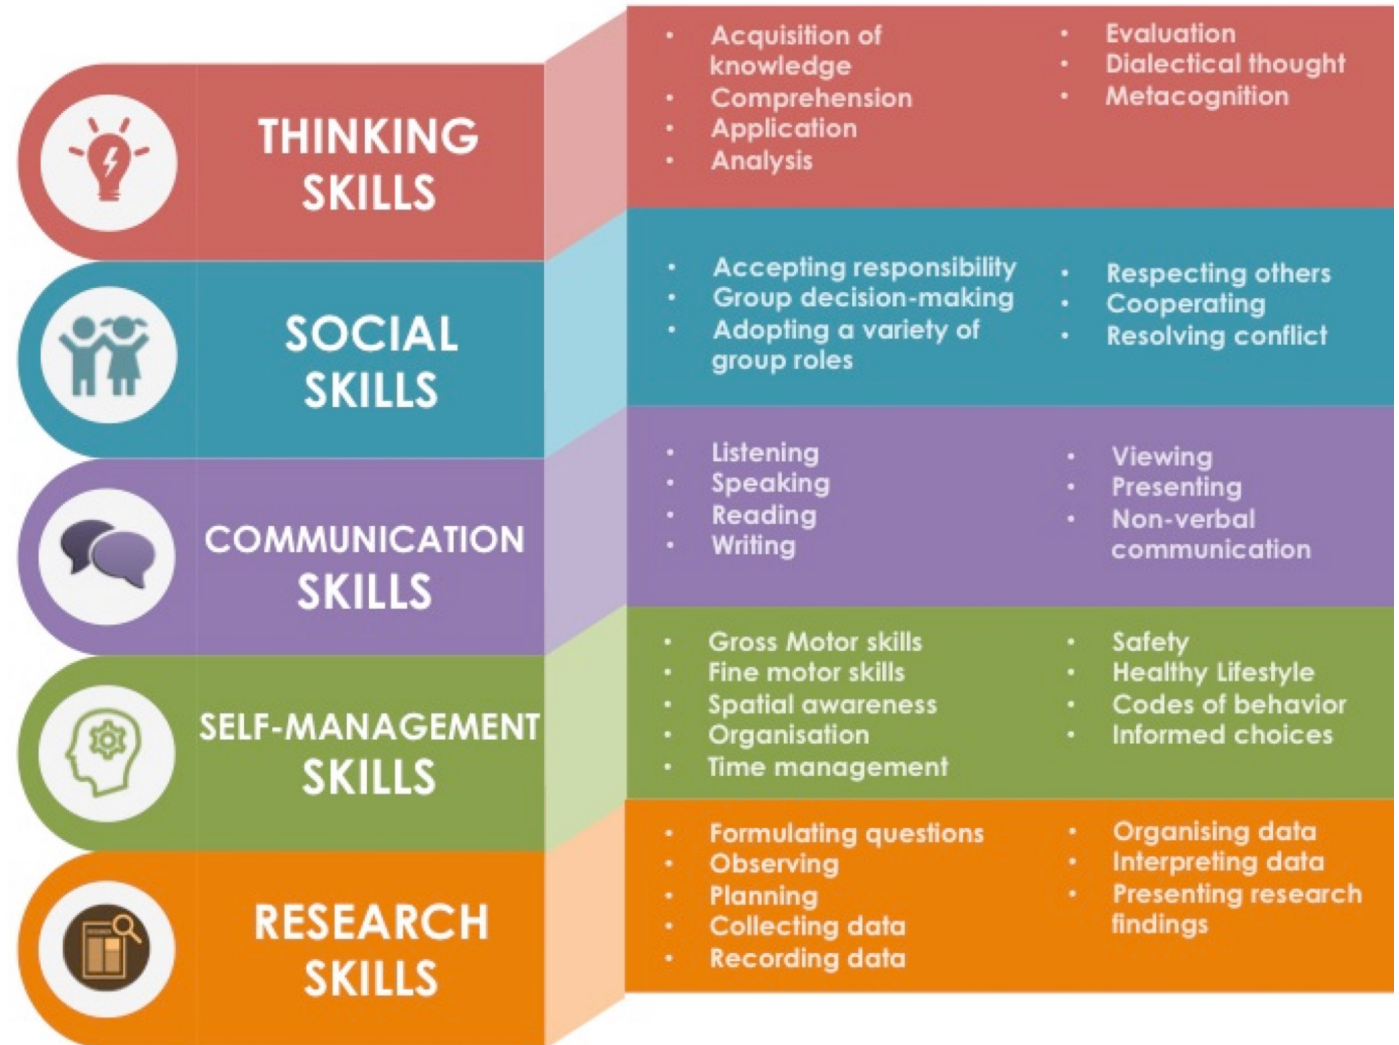 THINKING
SKILLS
• Acquisition of
knowledge
• Comprehension
• Application
• Analysis
• Evaluation
• Dialectical thought
• Metacognition
SOCIAL
SKILLS
• Accepting responsibility
• Group decision-making
• Adopting a variety of
group roles
• Respecting others
• Cooperating
• Resolving conflict
COMMUNICATION
SKILLS
• Listening
• Speaking
• Reading
• Writing
• Viewing
• Presenting
• Non-verbal
communication
SELF-MANAGEMENT
SKILLS
• Gross Motor skills
• Fine motor skills
• Spatial awareness
• Organisation
• Time management
• Safety
• Healthy Lifestyle
• Codes of behavior
• Informed choices
RESEARCH
SKILLS
• Formulating questions
• Observing
• Planning
• Collecting data
• Recording data
• Organising data
• Interpreting data
• Presenting research
findings